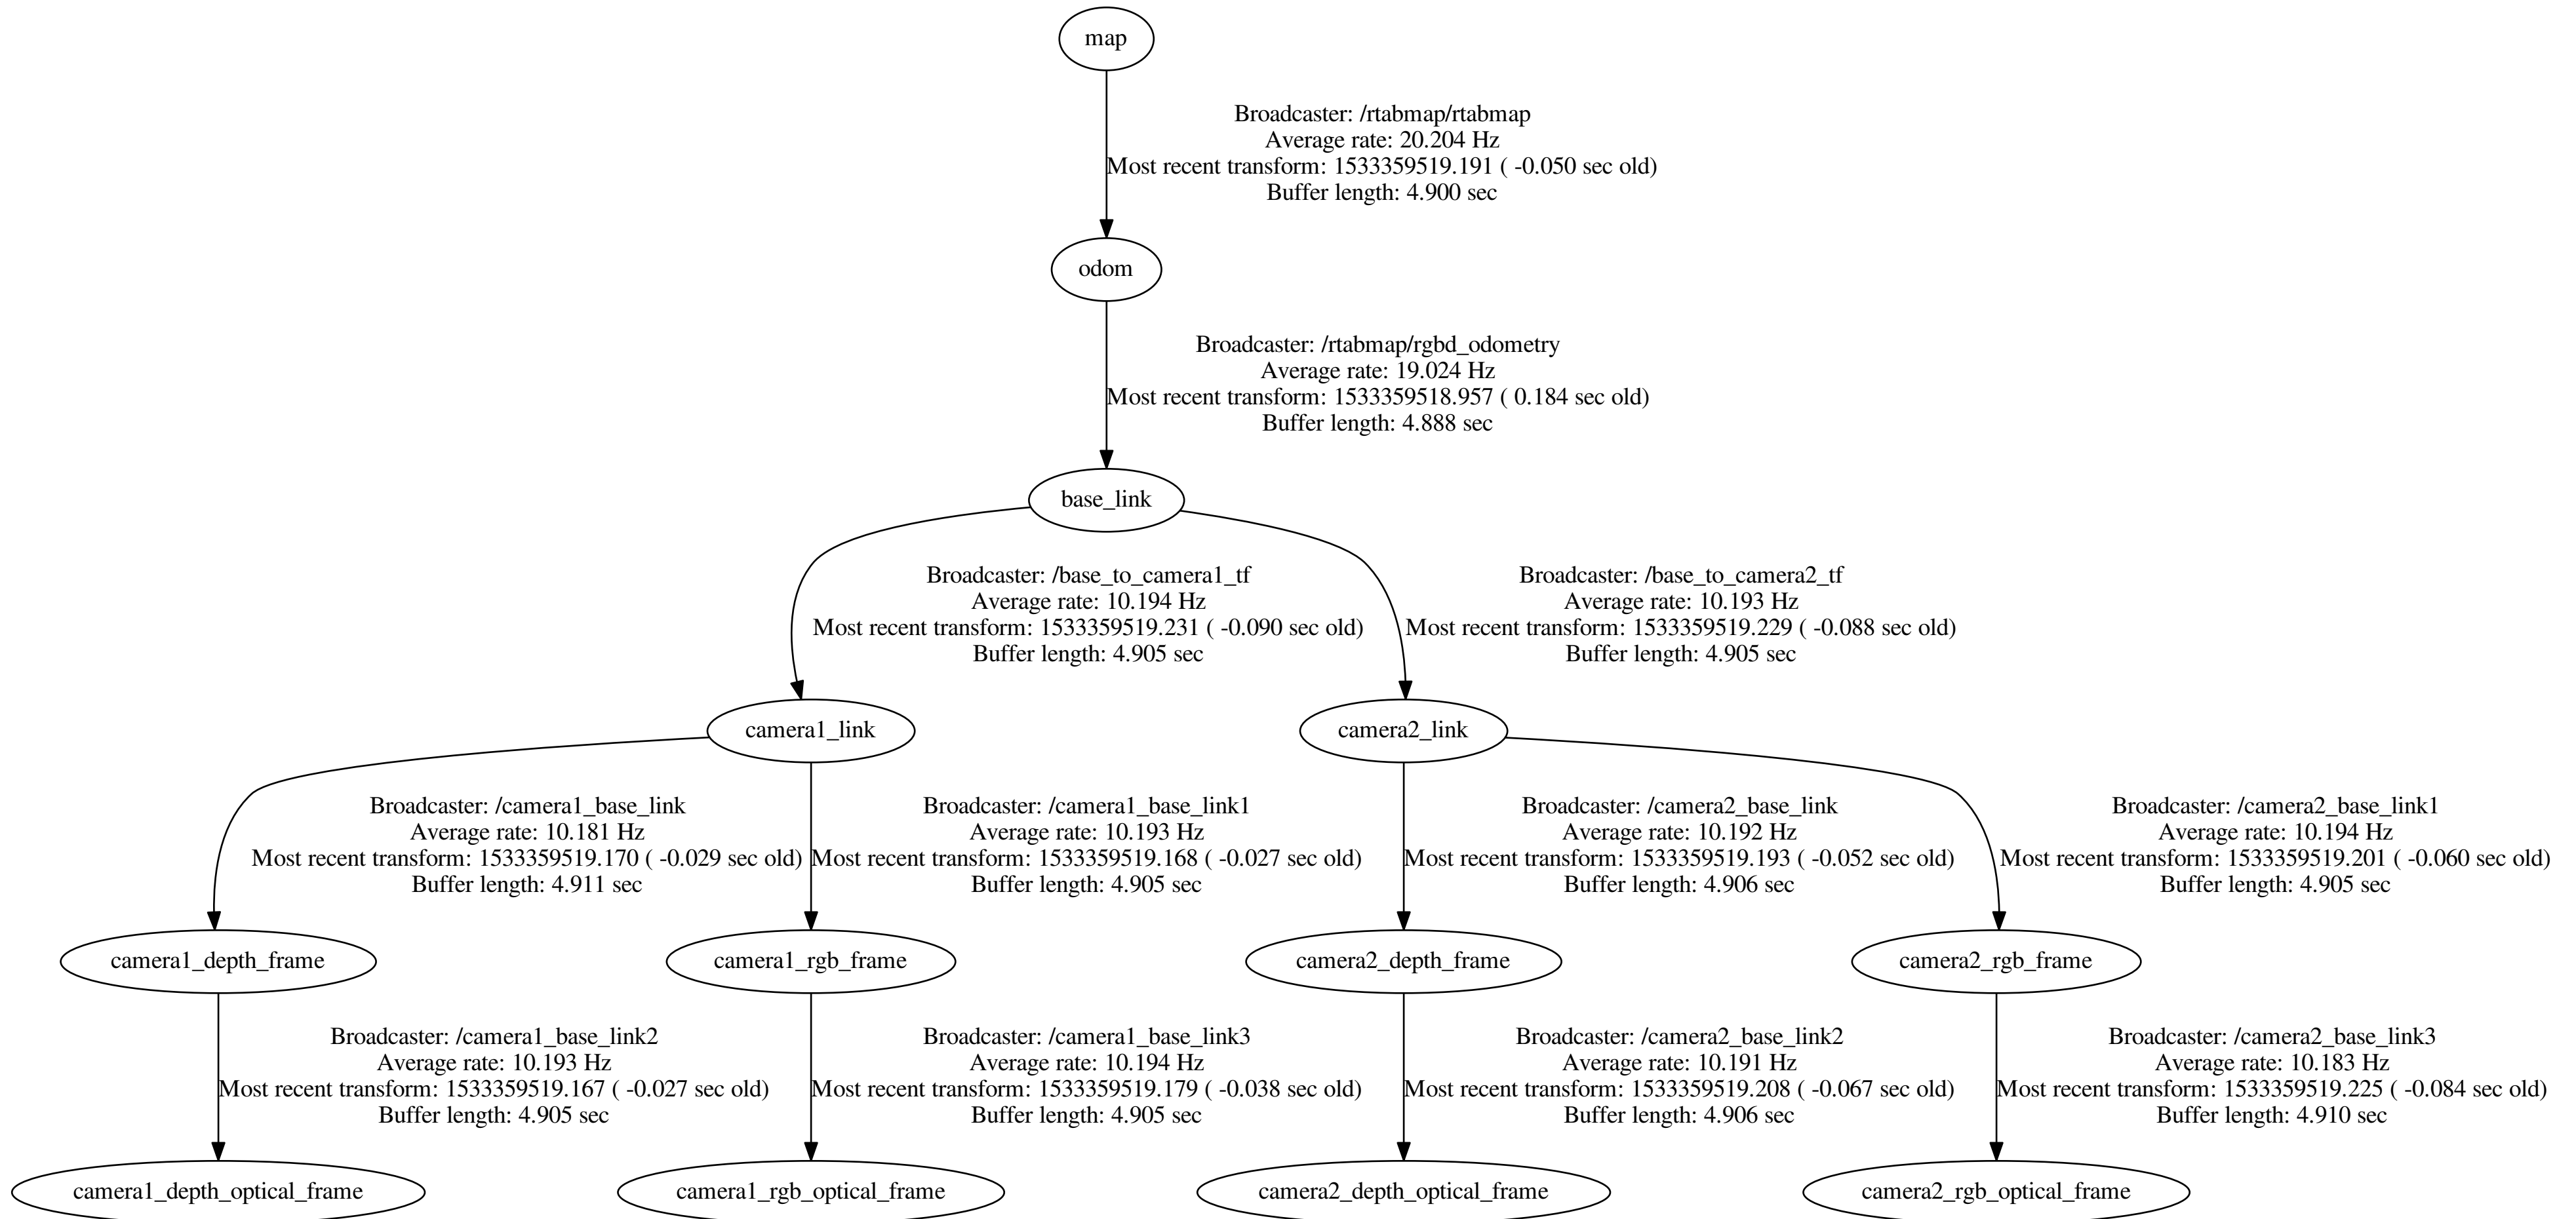 map
Broadcaster: /rtabmap/rtabmap
Average rate: 20.204 Hz
Most recent transform: 1533359519.191 ( -0.050 sec old)
Buffer length: 4.900 sec
odom
Broadcaster: /rtabmap/rgbd_odometry
Average rate: 19.024 Hz
Most recent transform: 1533359518.957 ( 0.184 sec old)
Buffer length: 4.888 sec
base_link
Broadcaster: /base_to_camera1_tf
Average rate: 10.194 Hz
Most recent transform: 1533359519.231 ( -0.090 sec old)
Buffer length: 4.905 sec
Broadcaster: /base_to_camera2_tf
Average rate: 10.193 Hz
Most recent transform: 1533359519.229 ( -0.088 sec old)
Buffer length: 4.905 sec
camera1_link
camera2_link
Broadcaster: /camera1_base_link
Average rate: 10.181 Hz
Most recent transform: 1533359519.170 ( -0.029 sec old)
Buffer length: 4.911 sec
Broadcaster: /camera1_base_link1
Average rate: 10.193 Hz
Most recent transform: 1533359519.168 ( -0.027 sec old)
Buffer length: 4.905 sec
Broadcaster: /camera2_base_link
Average rate: 10.192 Hz
Most recent transform: 1533359519.193 ( -0.052 sec old)
Buffer length: 4.906 sec
Broadcaster: /camera2_base_link1
Average rate: 10.194 Hz
Most recent transform: 1533359519.201 ( -0.060 sec old)
Buffer length: 4.905 sec
camera1_depth_frame
camera1_rgb_frame
camera2_depth_frame
camera2_rgb_frame
Broadcaster: /camera1_base_link2
Average rate: 10.193 Hz
Most recent transform: 1533359519.167 ( -0.027 sec old)
Buffer length: 4.905 sec
Broadcaster: /camera1_base_link3
Average rate: 10.194 Hz
Most recent transform: 1533359519.179 ( -0.038 sec old)
Buffer length: 4.905 sec
Broadcaster: /camera2_base_link2
Average rate: 10.191 Hz
Most recent transform: 1533359519.208 ( -0.067 sec old)
Buffer length: 4.906 sec
Broadcaster: /camera2_base_link3
Average rate: 10.183 Hz
Most recent transform: 1533359519.225 ( -0.084 sec old)
Buffer length: 4.910 sec
camera1_depth_optical_frame
camera1_rgb_optical_frame
camera2_depth_optical_frame
camera2_rgb_optical_frame